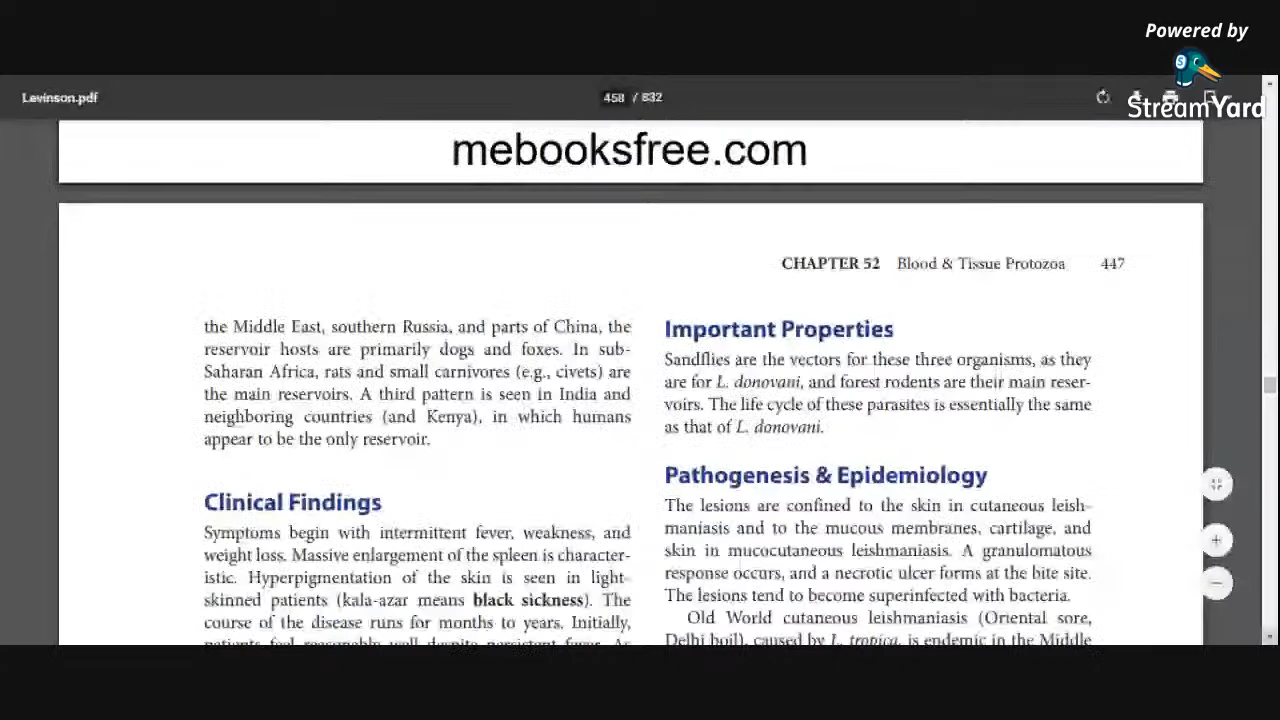 Powered by
StreamYard
Levinson.pdf
458 / 832
mebooksfree.com
CHAPTER 52 Blood & Tissue Protozoa 447
the Middle East, southern Russia, and parts of China, the
reservoir hosts are primarily dogs and foxes. In sub-
Saharan Africa, rats and small carnivores (e.g., civets) are
the main reservoirs. A third pattern is seen in India and
neighboring countries (and Kenya), in which humans
appear to be the only reservoir.
Clinical Findings
Symptoms begin with intermittent fever, weakness, and
weight loss. Massive enlargement of the spleen is character-
istic. Hyperpigmentation of the skin is seen in light-
skinned patients (kala-azar means black sickness). The
course of the disease runs for months to years. Initially,
patients feel reasonably well despite persistent fever. As
Important Properties
Sandflies are the vectors for these three organisms, as they
are for L. donovani, and forest rodents are their main reser-
voirs. The life cycle of these parasites is essentially the same
as that of L. donovani.
Pathogenesis & Epidemiology
The lesions are confined to the skin in cutaneous leish-
maniasis and to the mucous membranes, cartilage, and
skin in mucocutaneous leishmaniasis. A granulomatous
response occurs, and a necrotic ulcer forms at the bite site.
The lesions tend to become superinfected with bacteria.
Old World cutaneous leishmaniasis (Oriental sore,
Delhi boil), caused by L. tropica, is endemic in the Middle